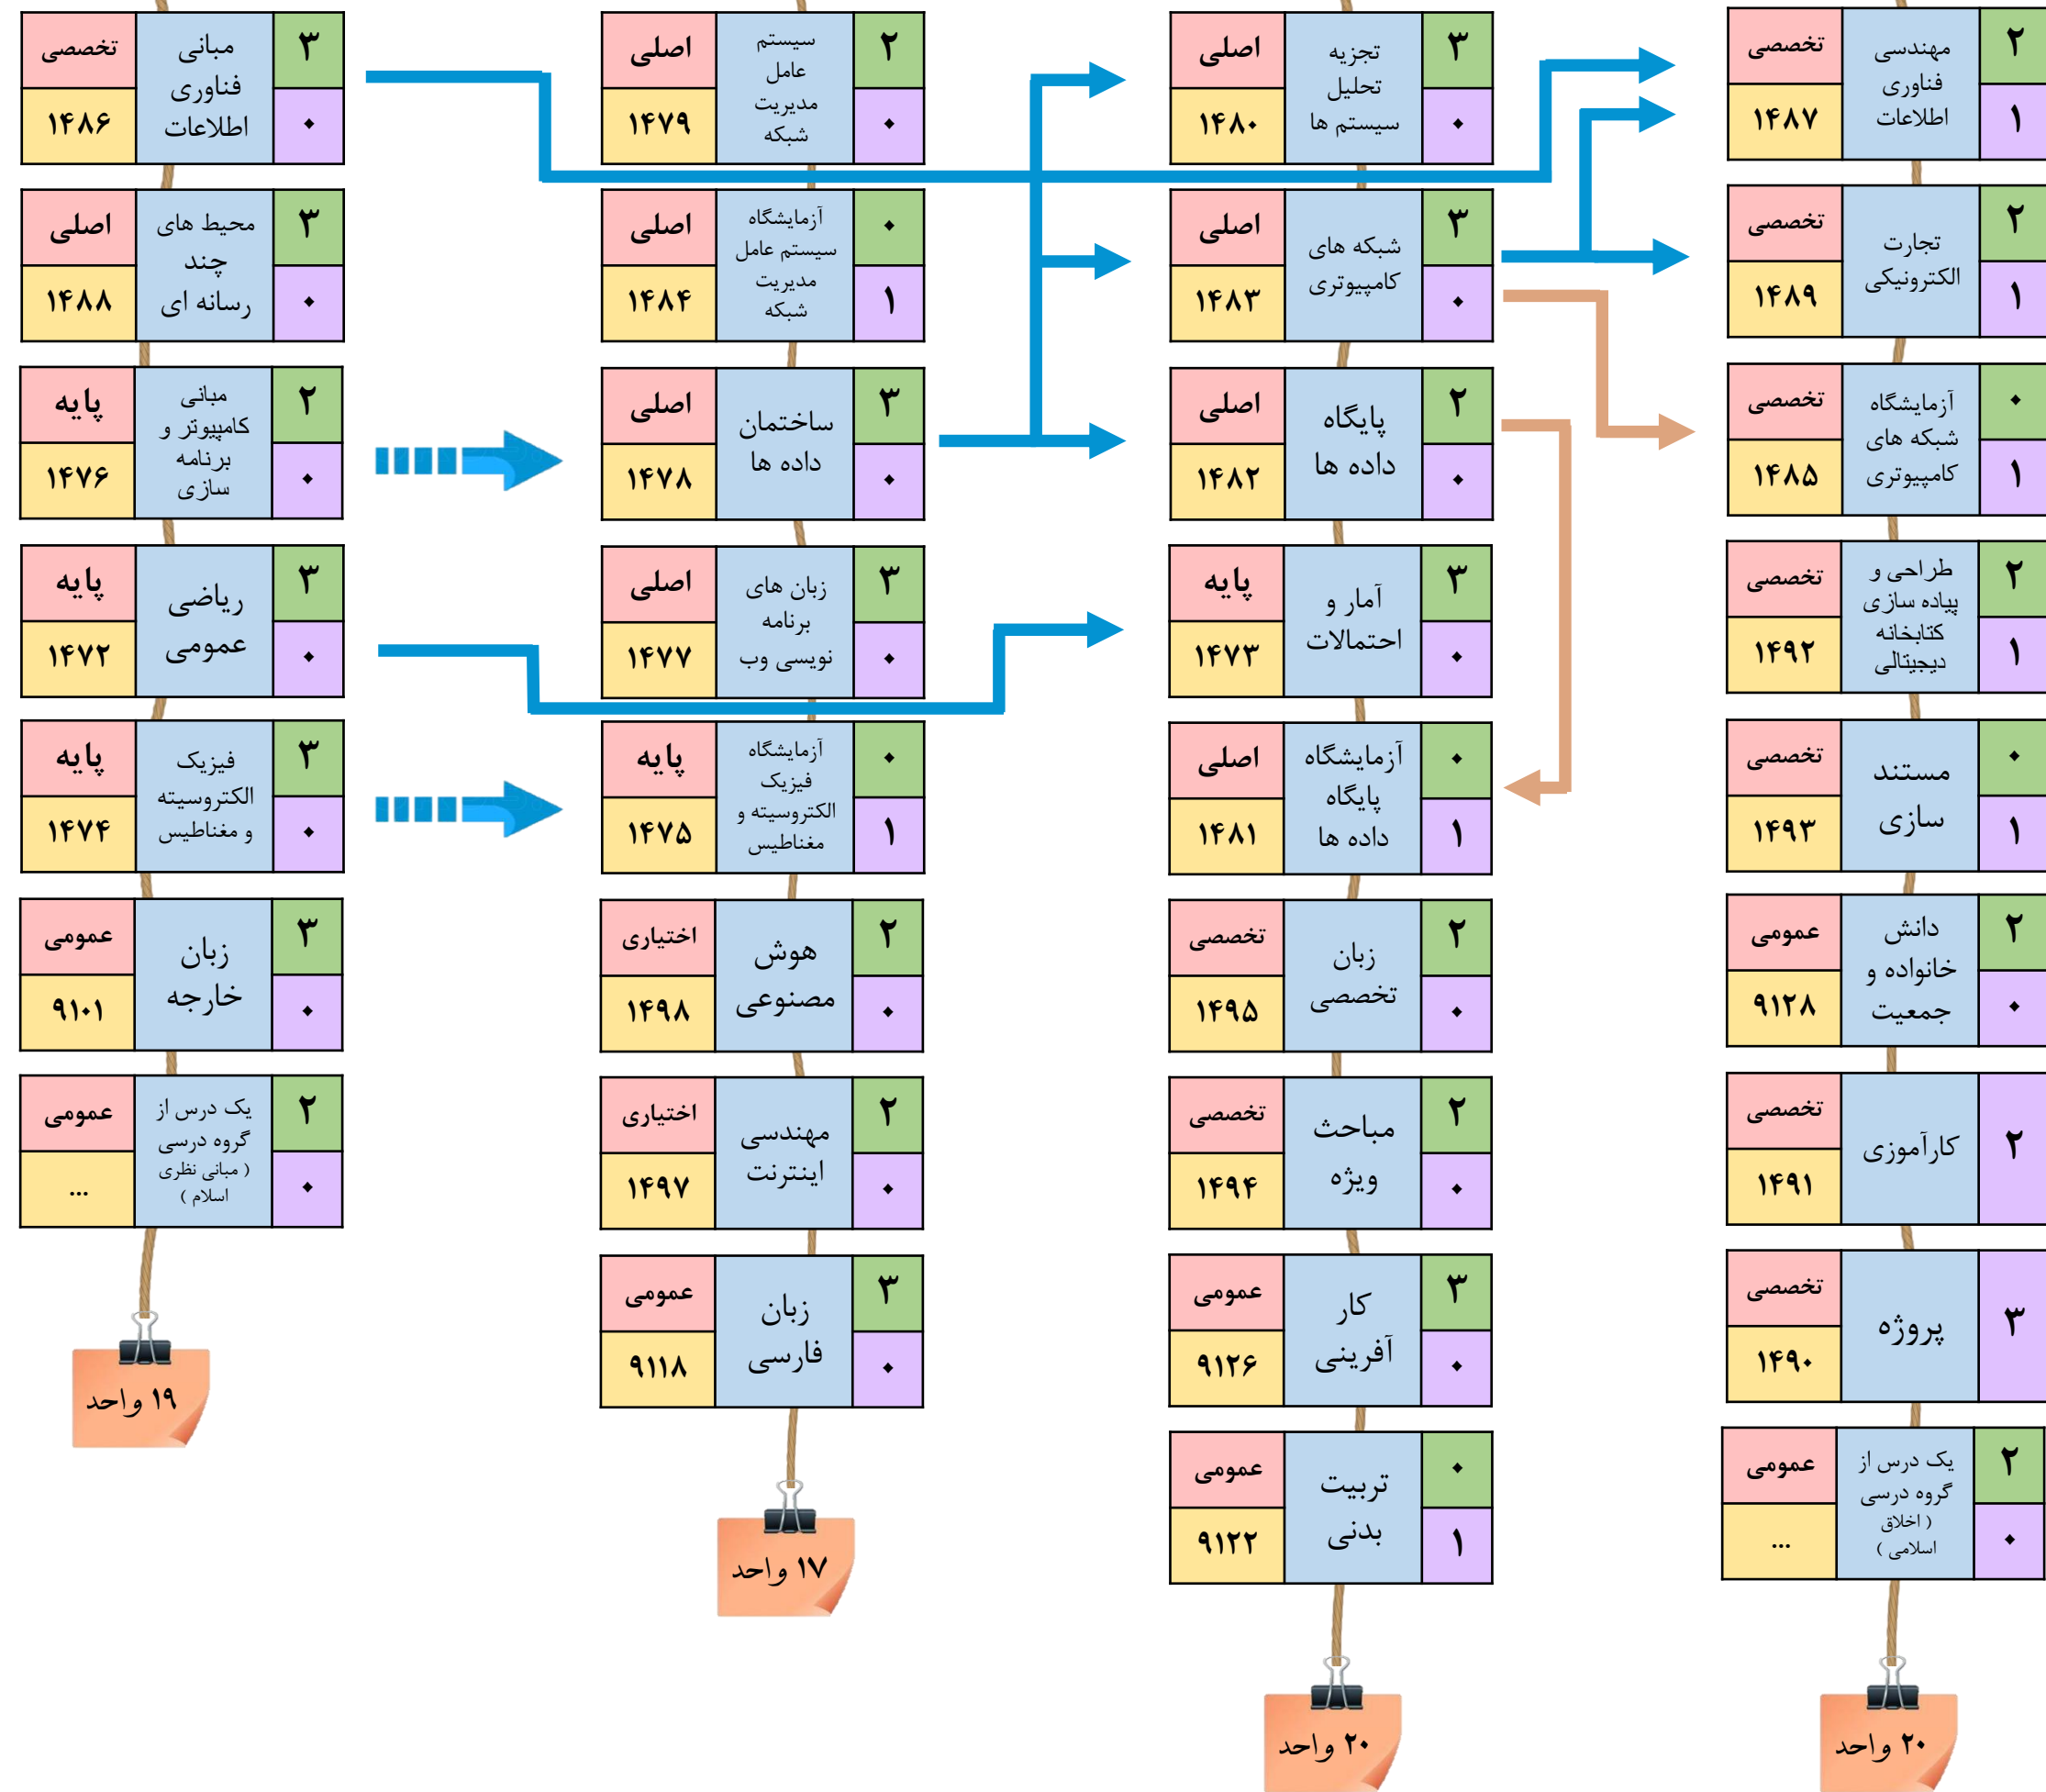 تخصصی
۱۴۸۶
مبانی
فناوری
اطلاعات
۳
۰
اصلی
۱۴۸۸
محیط های
چند
رسانه ای
۳
۰
پایه
۱۴۷۶
مبانی
کامپیوتر و
برنامه
سازی
۲
۰
پایه
۱۴۷۲
ریاضی
عمومی
۳
۰
پایه
۱۴۷۴
فیزیک
الکتروسیته
و مغناطیس
۳
۰
عمومی
۹۱۰۱
زبان
خارجه
۳
۰
عمومی
...
یک درس از
گروه درسی
( مبانی نظری
اسلام )
۲
۰
۱۹ واحد
اصلی
۱۴۷۹
سیستم
عامل
مدیریت
شبکه
۲
۰
اصلی
۱۴۸۴
آزمایشگاه
سیستم عامل
مدیریت
شبکه
۰
۱
اصلی
۱۴۷۸
ساختمان
داده ها
۳
۰
اصلی
۱۴۷۷
زبان های
برنامه
نویسی وب
۳
۰
پایه
۱۴۷۵
آزمایشگاه
فیزیک
الکتروسیته و
مغناطیس
۰
۱
اختیاری
۱۴۹۸
هوش
مصنوعی
۲
۰
اختیاری
۱۴۹۷
مهندسی
اینترنت
۲
۰
عمومی
۹۱۱۸
زبان
فارسی
۳
۰
۱۷ واحد
اصلی
۱۴۸۰
تجزیه
تحلیل
سیستم ها
۳
۰
اصلی
۱۴۸۳
شبکه های
کامپیوتری
۳
۰
اصلی
۱۴۸۲
پایگاه
داده ها
۲
۰
پایه
۱۴۷۳
آمار و
احتمالات
۳
۰
اصلی
۱۴۸۱
آزمایشگاه
پایگاه
داده ها
۰
۱
تخصصی
۱۴۹۵
زبان
تخصصی
۲
۰
تخصصی
۱۴۹۴
مباحث
ویژه
۲
۰
عمومی
۹۱۲۶
کار
آفرینی
۳
۰
عمومی
۹۱۲۲
تربیت
بدنی
۰
۱
۲۰ واحد
تخصصی
۱۴۸۷
مهندسی
فناوری
اطلاعات
۲
۱
تخصصی
۱۴۸۹
تجارت
الکترونیکی
۲
۱
تخصصی
۱۴۸۵
آزمایشگاه
شبکه های
کامپیوتری
۰
۱
تخصصی
۱۴۹۲
طراحی و
پیاده سازی
کتابخانه
دیجیتالی
۲
۱
تخصصی
۱۴۹۳
مستند
سازی
۰
۱
عمومی
۹۱۲۸
دانش
خانواده و
جمعیت
۲
۰
تخصصی
۱۴۹۱
کارآموزی
۲
تخصصی
۱۴۹۰
پروژه
۳
عمومی
...
یک درس از
گروه درسی
( اخلاق
اسلامی )
۲
۰
۲۰ واحد